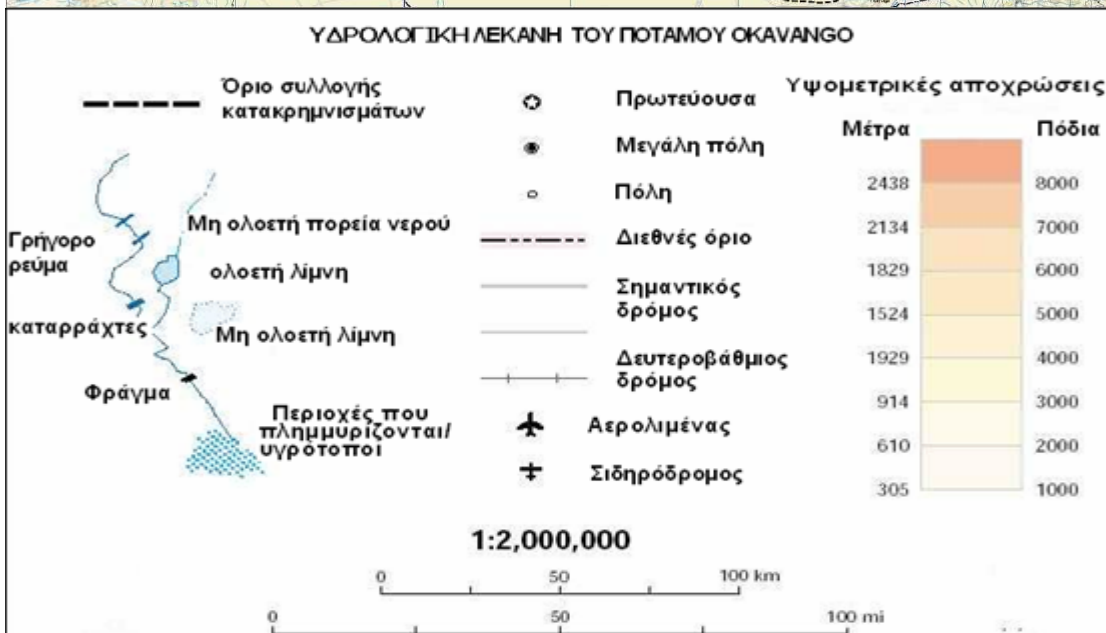 ΥΔΡΟΛΟΓΙΚΗ ΛΕΚΑΝΗ ΤΟΥ ΠΟΤΑΜΟΥ OKAVANGO
Όριο συλλογής
κατακρημνισμάτων
Γρήγορο
ρεύμα
Μη ολοετή πορεία νερού
ολοετή λίμνη
καταρράχτες
Μη ολοετή λίμνη
Φράγμα
Περιοχές που
πλημμυρίζονται/
υγρότοποι
Πρωτεύουσα
Μεγάλη πόλη
Πόλη
Διεθνές όριο
Σημαντικός
δρόμος
Δευτεροβάθμιος
δρόμος
Αερολιμένας
Σιδηρόδρομος
Υψομετρικές αποχρώσεις
Μέτρα Πόδια
2438 8000
2134 7000
1829 6000
1524 5000
1929 4000
914 3000
610 2000
305 1000
1:2,000,000
0 50 100 km
0 50 100 mi